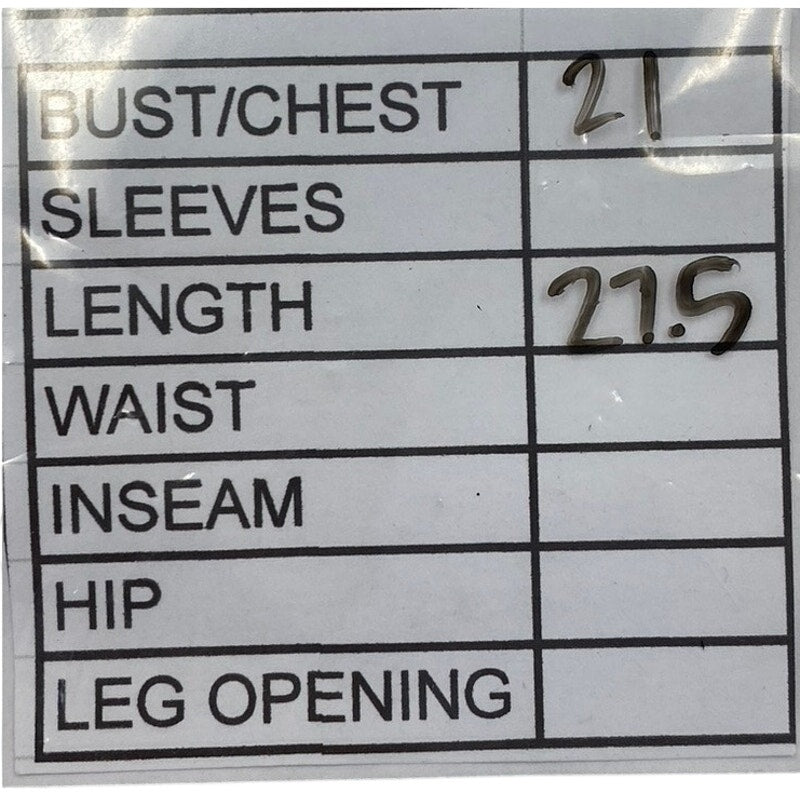 BUST/CHEST 21
SLEEVES
LENGTH 27.5
WAIST
INSEAM
HIP
LEG OPENING